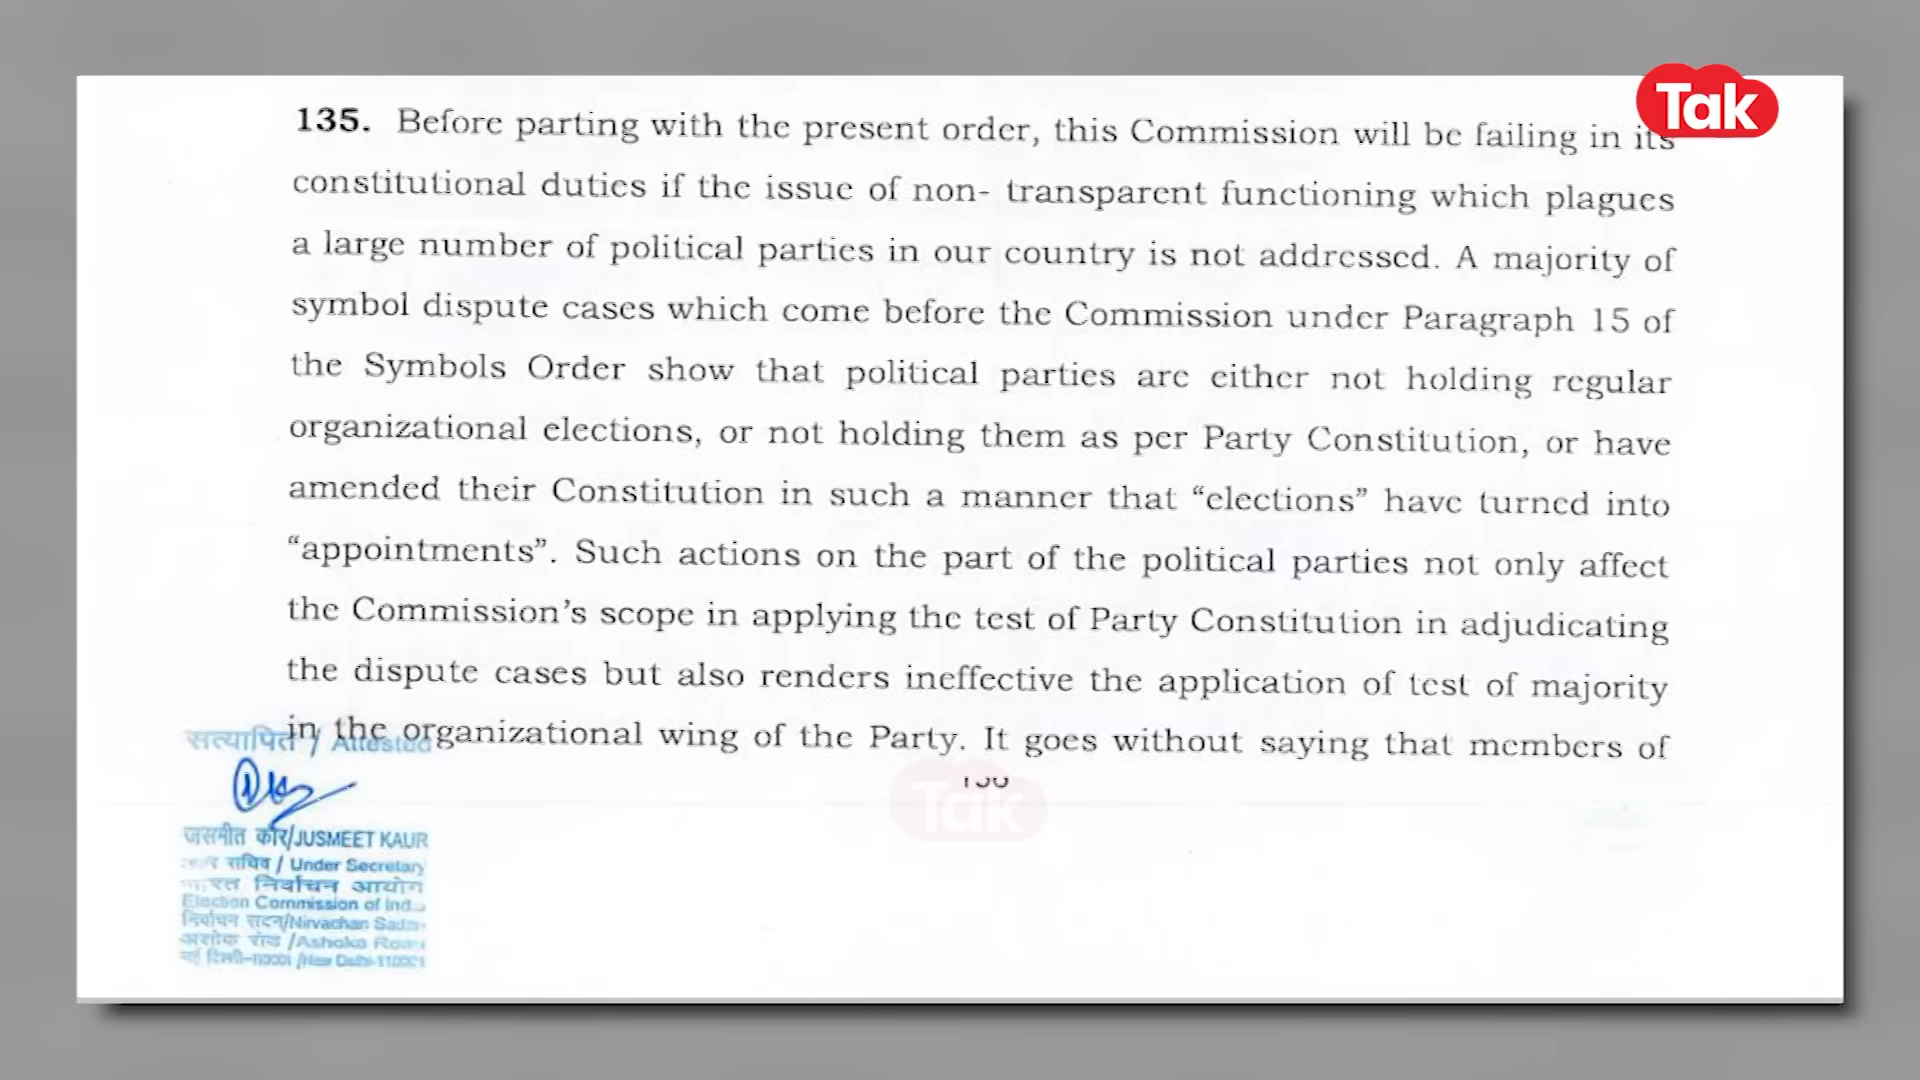 Tak
135. Before parting with the present order, this Commission will be failing in its
constitutional duties if the issue of non- transparent functioning which plagues
a large number of political parties in our country is not addressed. A majority of
symbol dispute cases which come before the Commission under Paragraph 15 of
the Symbols Order show that political parties are either not holding regular
organizational elections, or not holding them as per Party Constitution, or have
amended their Constitution in such a manner that “elections” have turned into
“appointments”. Such actions on the part of the political parties not only affect
the Commission’s scope in applying the test of Party Constitution in adjudicating
the dispute cases but also renders ineffective the application of test of majority
in the organizational wing of the Party. It goes without saying that members of
Tak
सत्यापित / Attested
जसमीत कौर/JUSMEET KAUR
सचिव / Under Secretary
निर्वाचन आयोग
Election Commission of
निर्वाचन सदन/Nirvachan
अशोक रोड /Ashoka
नई दिल्ली-110001 /New Delhi-110001